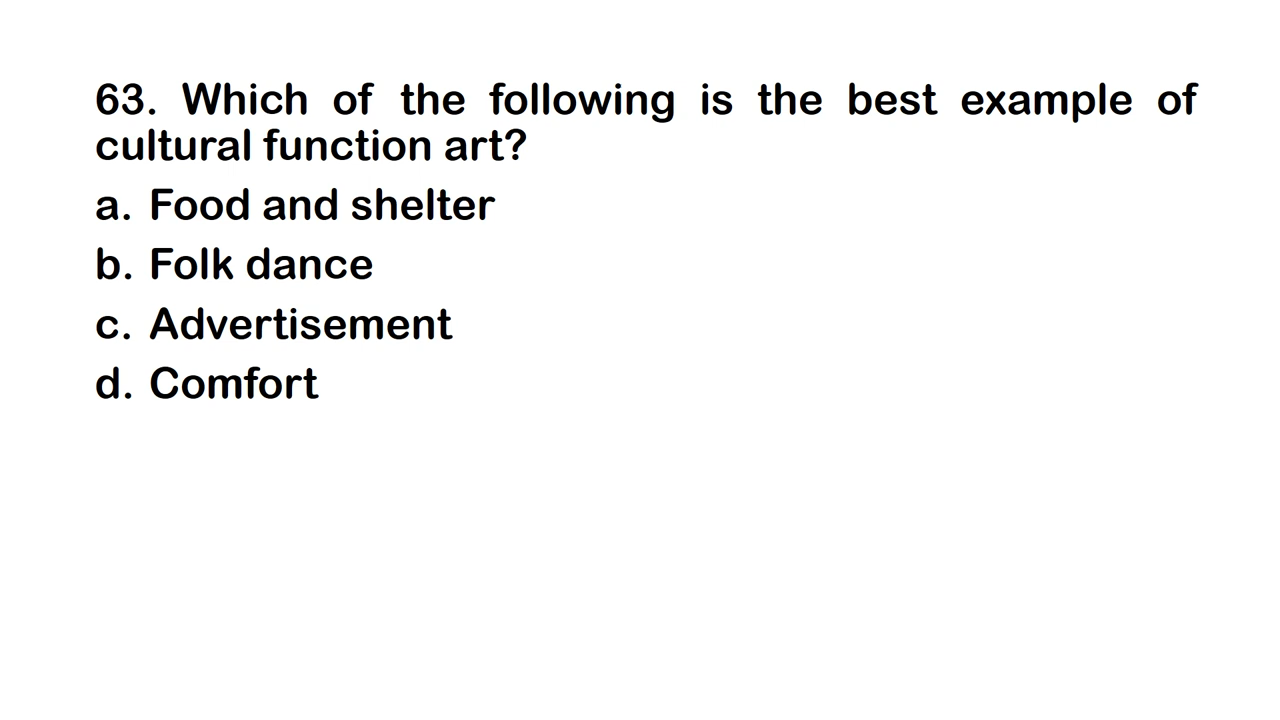 63. Which of the following is the best example of
cultural function art?
a. Food and shelter
b. Folk dance
c. Advertisement
d. Comfort